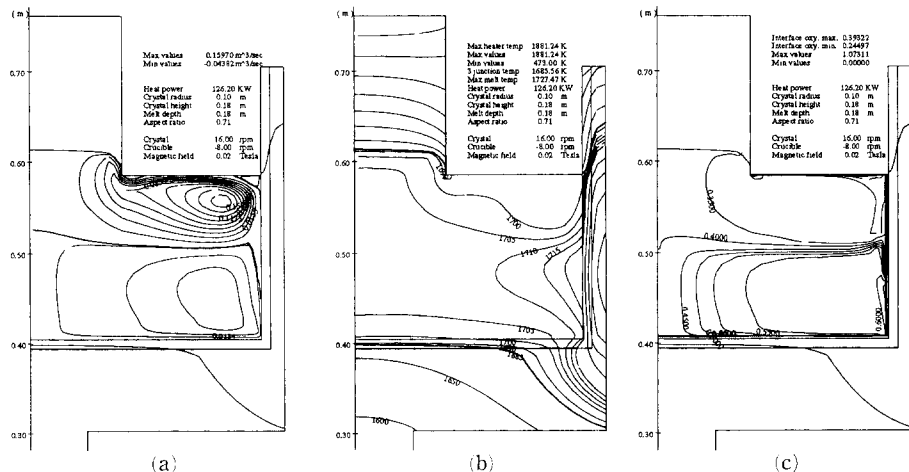 ( m )
0.70
0.60
0.50
0.40
0.30
Max values 0.15970 m^3/sec
Min values -0.04382 m^3/sec
Heat power 126.20 KW
Crystal radius 0.10 m
Crystal height 0.18 m
Melt depth 0.18 m
Aspect ratio 0.71
Crystal 16.00 rpm
Crucible -8.00 rpm
Magnetic field 0.02 Tesla
(a)
( m )
0.70
0.60
0.50
0.40
0.30
Max heater temp 1881.24 K
Max values 1881.24 K
Min values 473.00 K
3 junction temp 1685.56 K
Max melt temp 1727.47 K
Heat power 126.20 KW
Crystal radius 0.10 m
Crystal height 0.18 m
Melt depth 0.18 m
Aspect ratio 0.71
Crystal 16.00 rpm
Crucible -8.00 rpm
Magnetic field 0.02 Tesla
1700
1705
1710
1715
1705
1700
1850
1600
(b)
( m )
0.70
0.60
0.50
0.40
0.30
Interface oxy. max. 0.39322
Interface oxy. min. 0.24497
Max values 1.07311
Min values 0.00000
Heat power 126.20 KW
Crystal radius 0.10 m
Crystal height 0.18 m
Melt depth 0.18 m
Aspect ratio 0.71
Crystal 16.00 rpm
Crucible -8.00 rpm
Magnetic field 0.02 Tesla
0.4000
0.4500
0.5500
0.6000
(c)